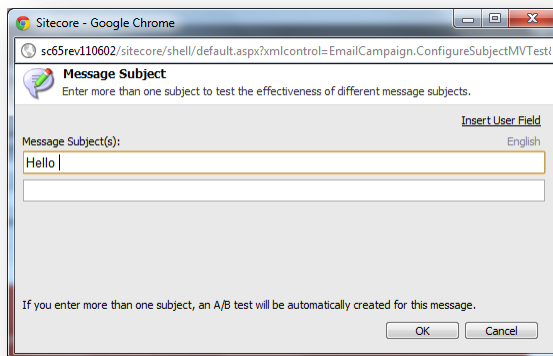 Sitecore - Google Chrome
sc65rev110602/sitecore/shell/default.aspx?xmlcontrol=EmailCampaign.ConfigureSubjectMVTest&
Message Subject
Enter more than one subject to test the effectiveness of different message subjects.
Insert User Field
Message Subject(s): English
Hello
If you enter more than one subject, an A/B test will be automatically created for this message.
OK Cancel